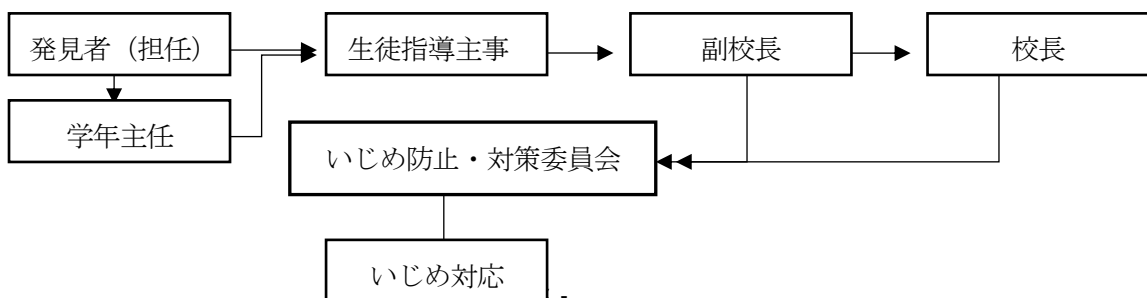 発見者（担任）
生徒指導主事
副校長
校長
学年主任
いじめ防止・対策委員会
いじめ対応